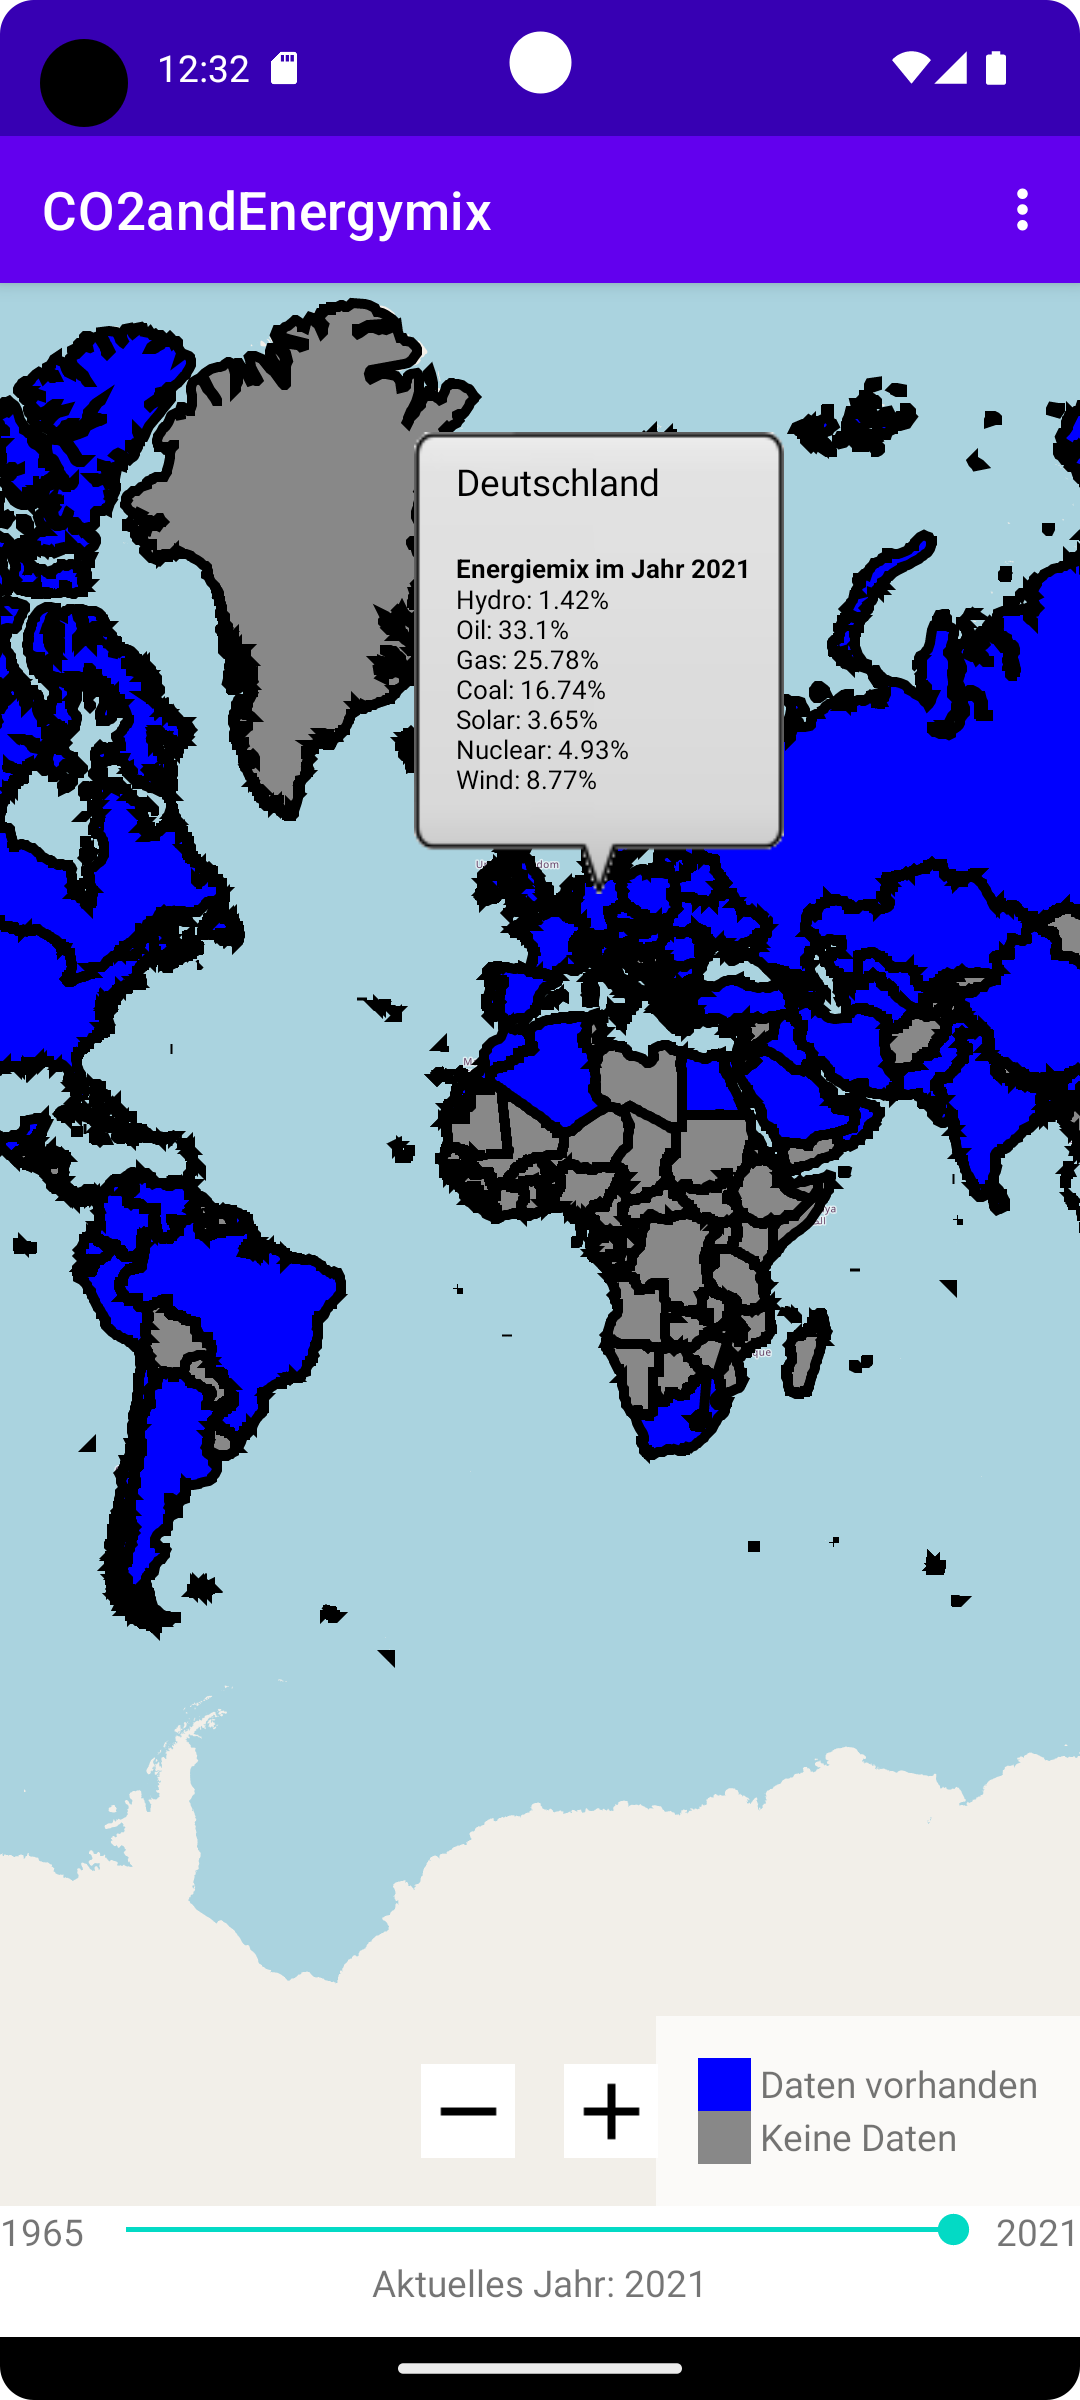 12:32
CO2andEnergymix
Deutschland
Energiemix im Jahr 2021
Hydro: 1.42%
Oil: 33.1%
Gas: 25.78%
Coal: 16.74%
Solar: 3.65%
Nuclear: 4.93%
Wind: 8.77%
Daten vorhanden
Keine Daten
1965
2021
Aktuelles Jahr: 2021